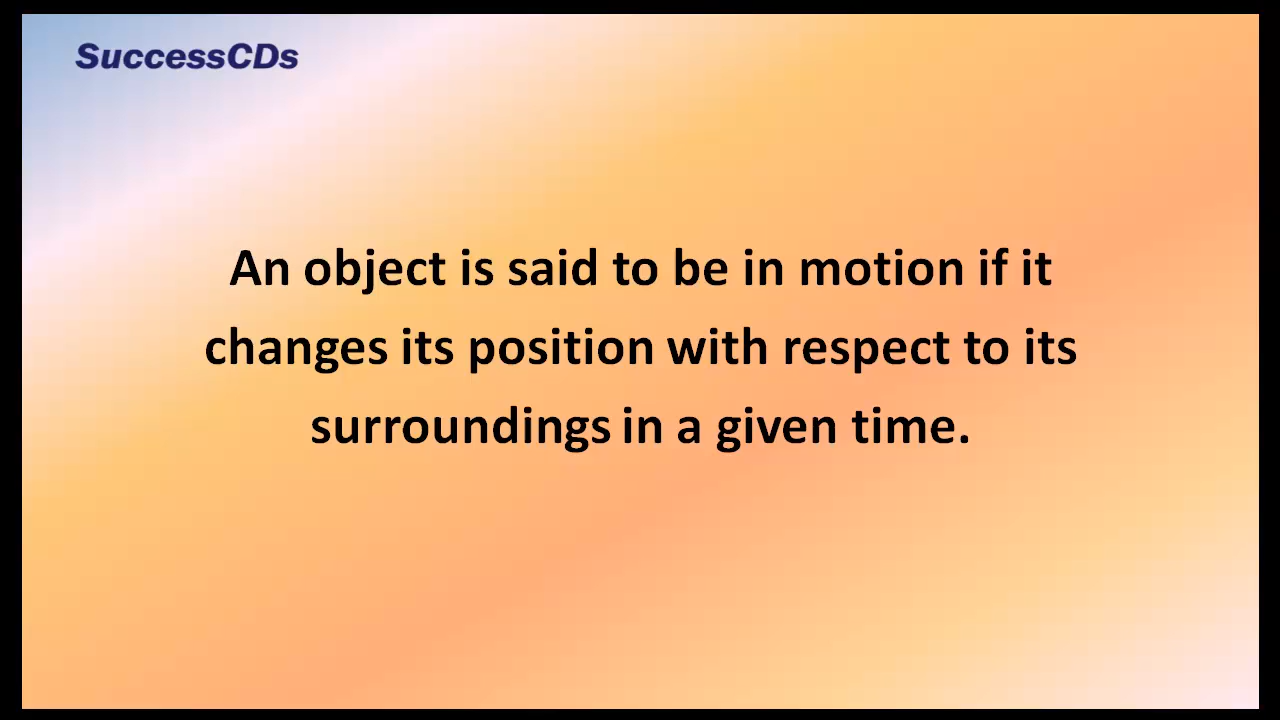 SuccessCDs
An object is said to be in motion if it
changes its position with respect to its
surroundings in a given time.